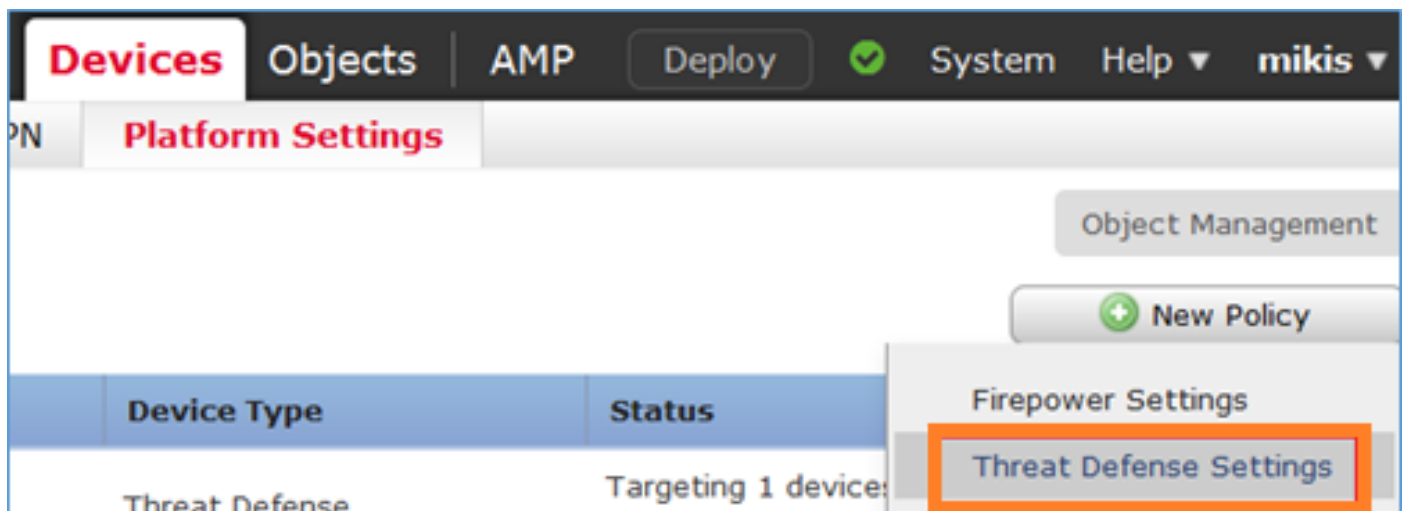 Devices Objects AMP Deploy System Help mikis
PN Platform Settings
Object Management
New Policy
Device Type Status
Firepower Settings
Threat Defense Settings
Threat Defense
Targeting 1 devices